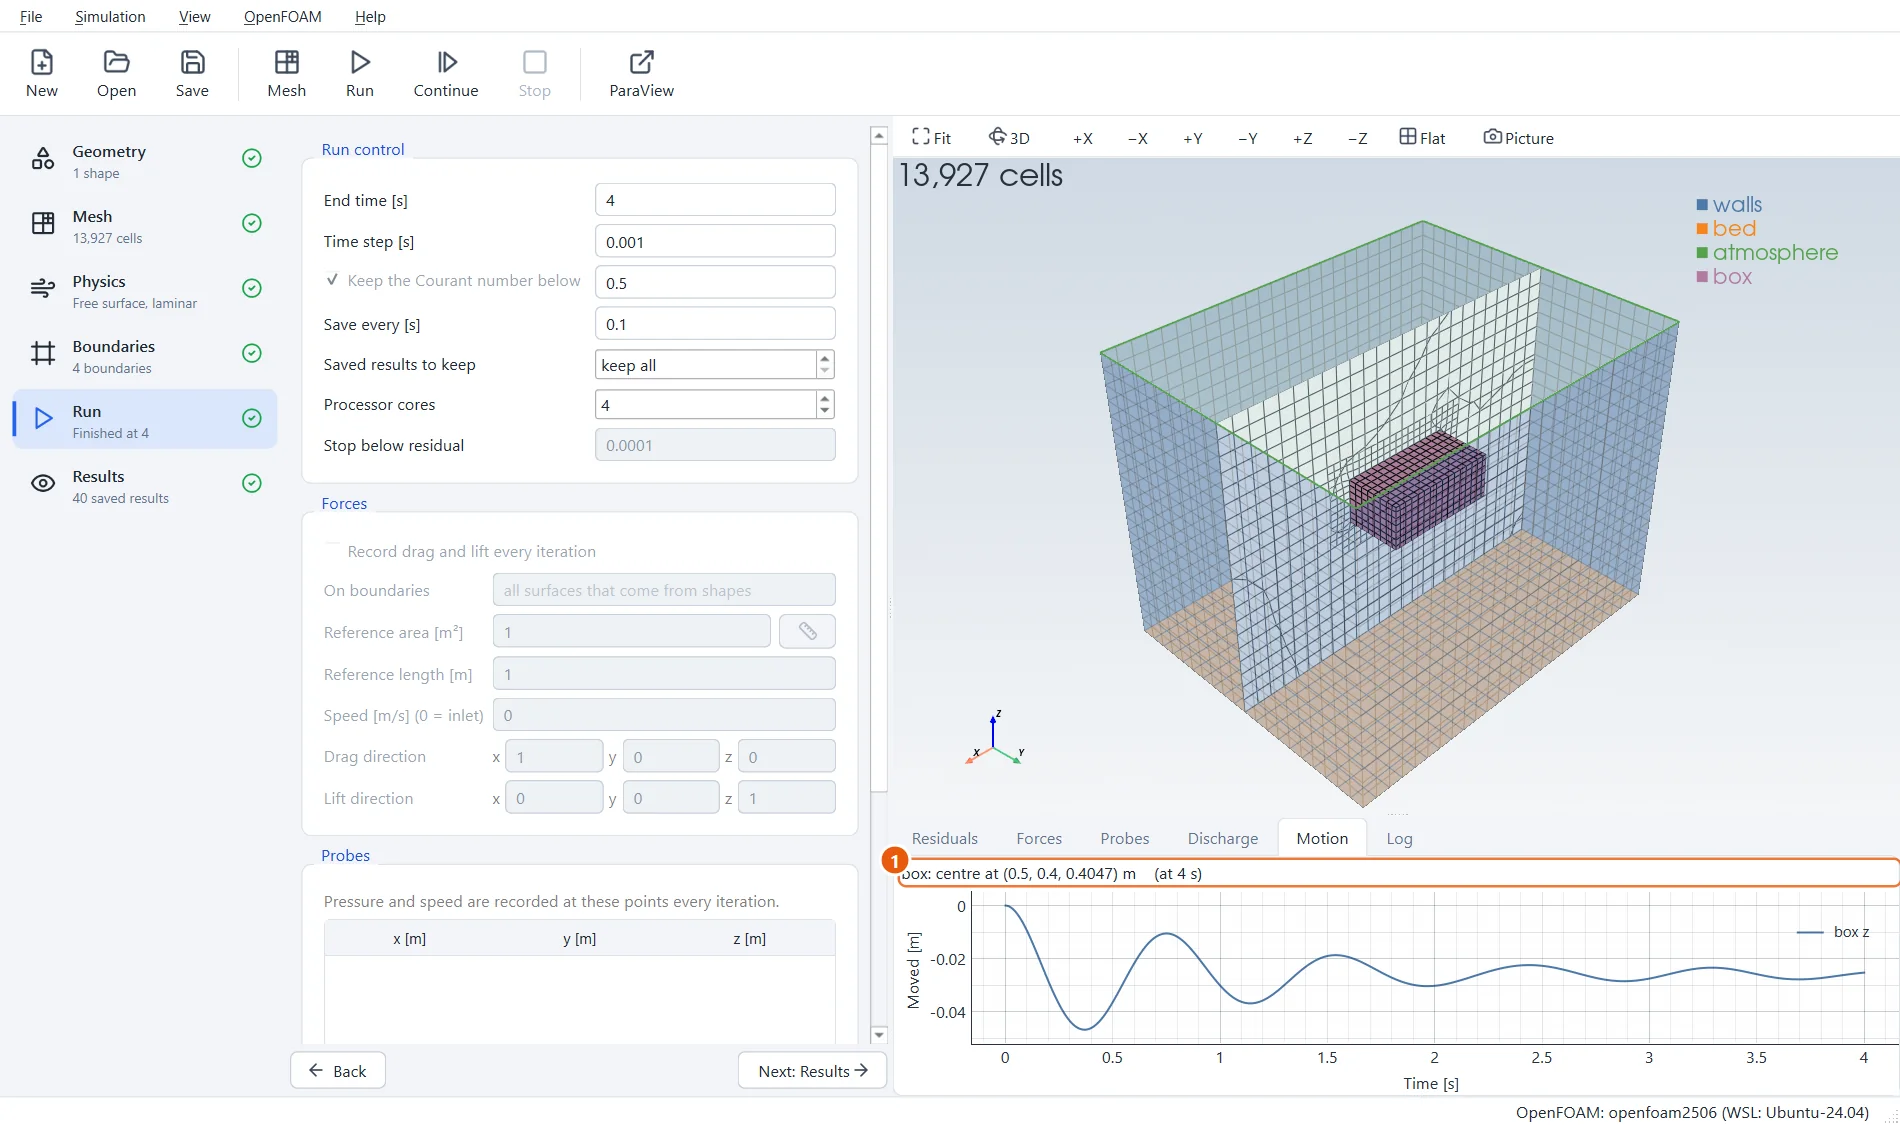 File Simulation View OpenFOAM Help
New Open Save Mesh Run Continue Stop ParaView
Geometry
1 shape
Mesh
13,927 cells
Physics
Free surface, laminar
Boundaries
4 boundaries
Run
Finished at 4
Results
40 saved results
Run control
End time [s] 4
Time step [s] 0.001
Keep the Courant number below 0.5
Save every [s] 0.1
Saved results to keep keep all
Processor cores 4
Stop below residual 0.0001
Forces
Record drag and lift every iteration
On boundaries all surfaces that come from shapes
Reference area [m²] 1
Reference length [m] 1
Speed [m/s] (0 = inlet) 0
Drag direction x 1 y 0 z 0
Lift direction x 0 y 0 z 1
Probes
Pressure and speed are recorded at these points every iteration.
x [m] y [m] z [m]
Back Next: Results
Fit 3D +X −X +Y −Y +Z −Z Flat Picture
13,927 cells
walls
bed
atmosphere
box
Z
X Y
Residuals Forces Probes Discharge Motion Log
1
box: centre at (0.5, 0.4, 0.4047) m (at 4 s)
Moved [m]
0
-0.02
-0.04
box z
0 0.5 1 1.5 2 2.5 3 3.5 4
Time [s]
OpenFOAM: openfoam2506 (WSL: Ubuntu-24.04)